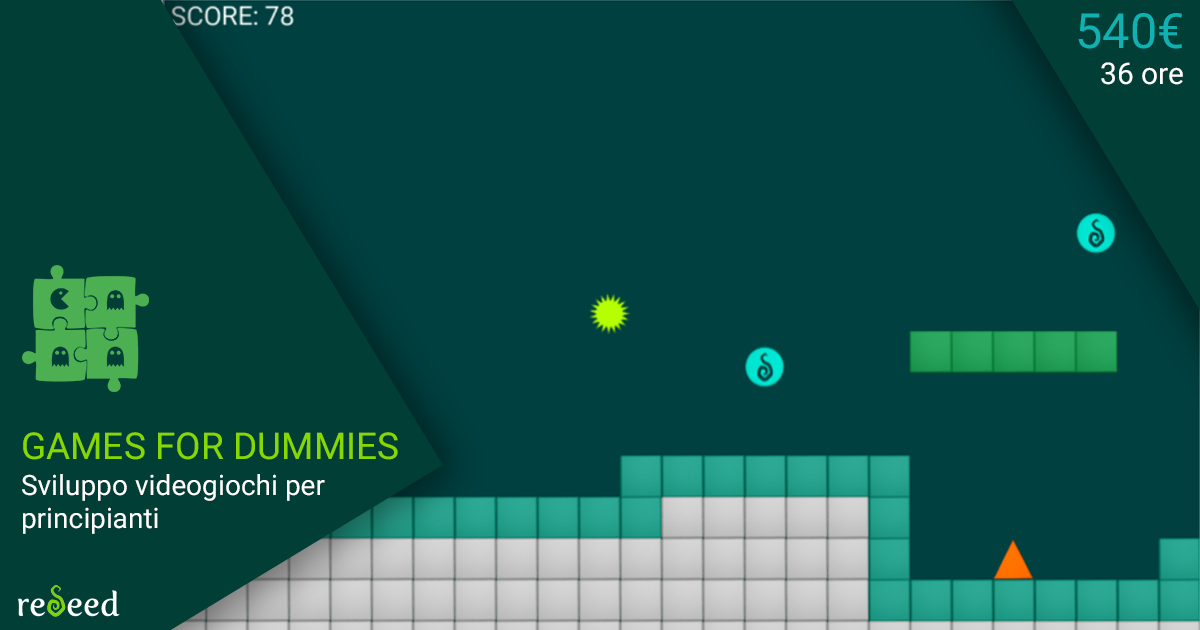 SCORE: 78
540€
36 ore
GAMES FOR DUMMIES
Sviluppo videogiochi per
principianti
reSeed